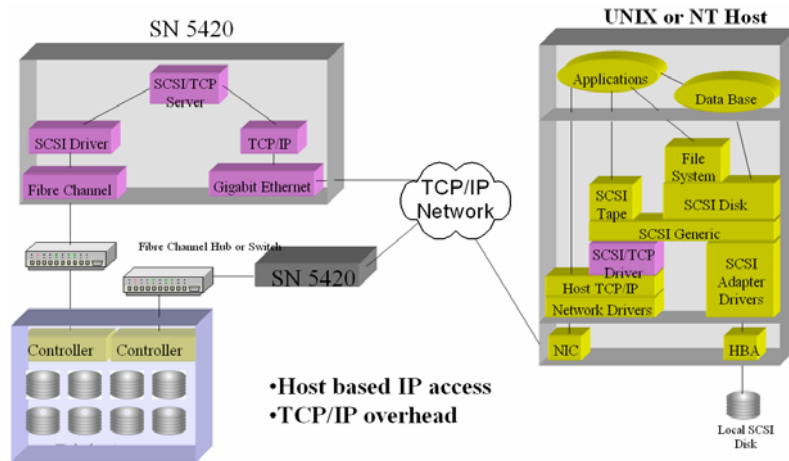 SN 5420
SCSI/TCP
Server
SCSI Driver
TCP/IP
Fibre Channel
Gigabit Ethernet
TCP/IP
Network
Fibre Channel Hub or Switch
SN 5420
Controller
Controller
•Host based IP access
•TCP/IP overhead
UNIX or NT Host
Applications
Data Base
File
System
SCSI
Tape
SCSI Disk
SCSI Generic
SCSI/TCP
Driver
Host TCP/IP
Network Drivers
SCSI
Adapter
Drivers
NIC
HBA
Local SCSI
Disk